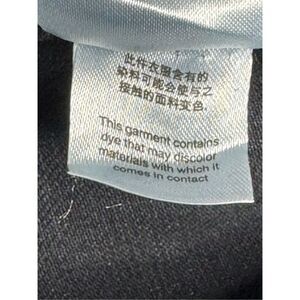 此件衣服含有的
染料可能会使与之
接触的面料变色.
This garment contains
dye that may discolor
materials with which it
comes in contact